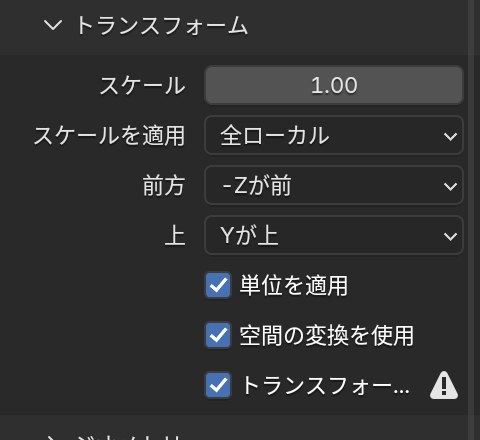 トランスフォーム
スケール 1.00
スケールを適用 全ローカル
前方 -Zが前
上 Yが上
単位を適用
空間の変換を使用
トランスフォー...